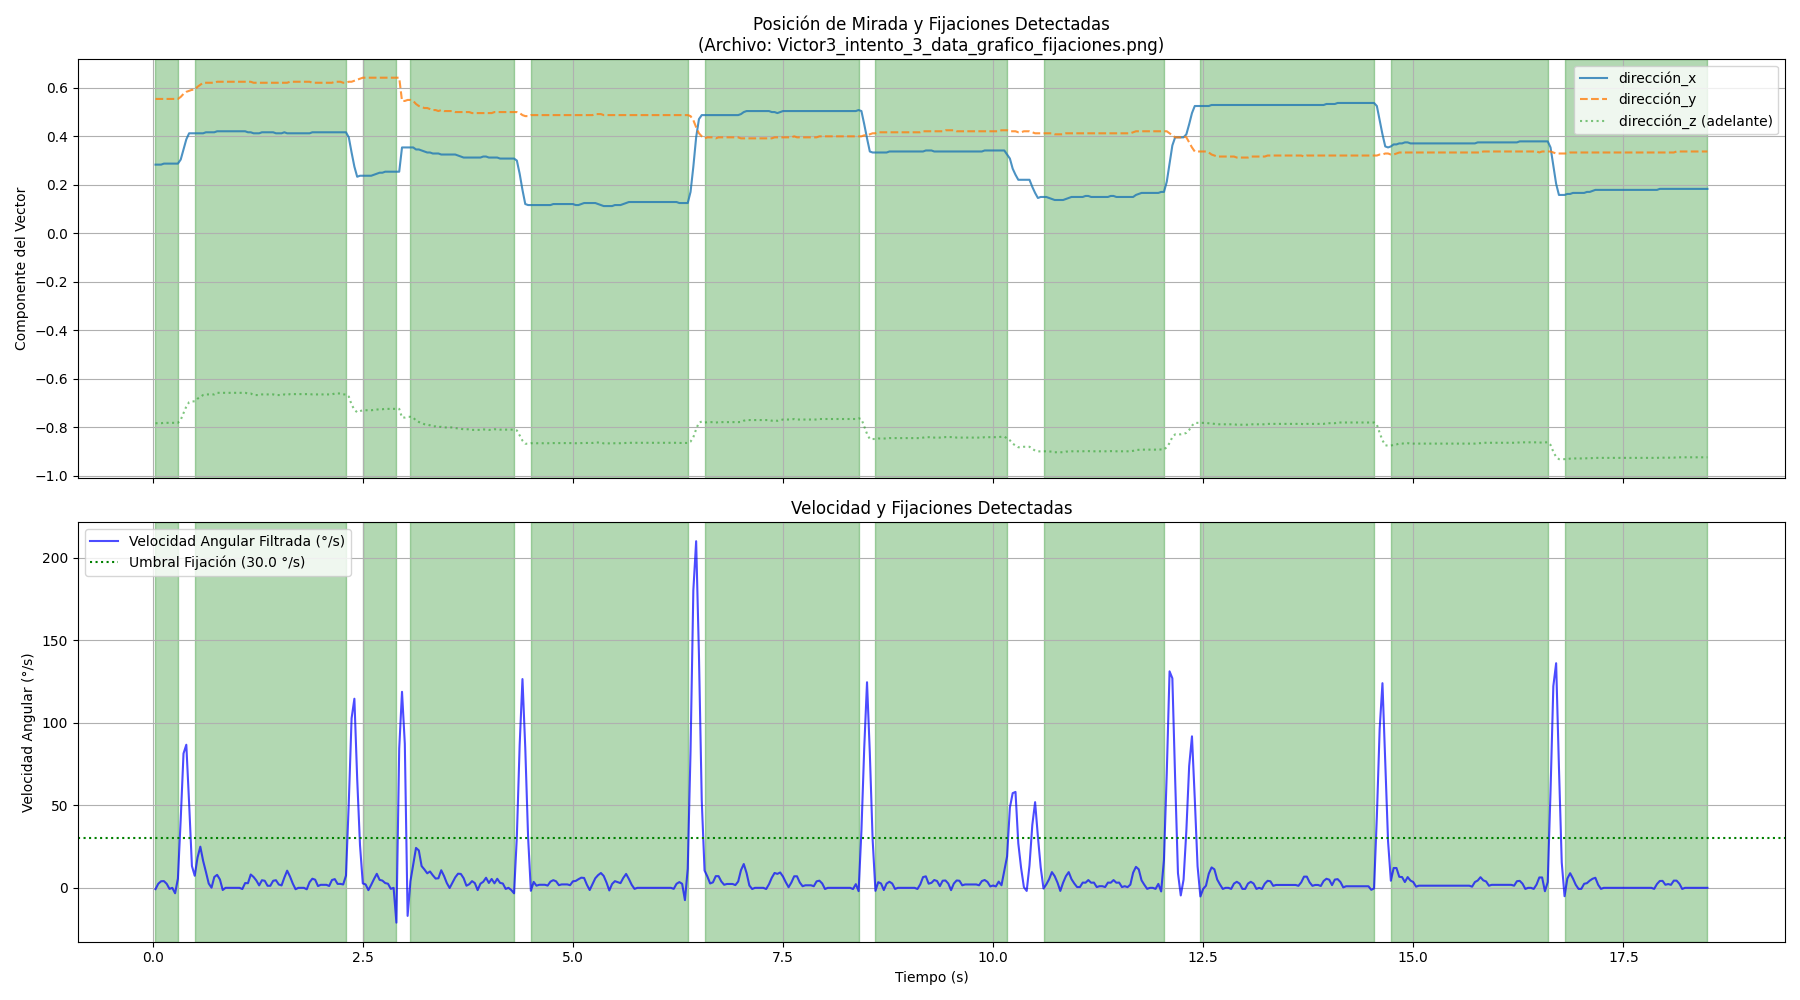 Posición de Mirada y Fijaciones Detectadas
(Archivo: Victor3_intento_3_data_grafico_fijaciones.png)
dirección_x
dirección_y
dirección_z (adelante)
Componente del Vector
0.6
0.4
0.2
0.0
−0.2
−0.4
−0.6
−0.8
−1.0
Velocidad y Fijaciones Detectadas
Velocidad Angular Filtrada (°/s)
Umbral Fijación (30.0 °/s)
Velocidad Angular (°/s)
200
150
100
50
0
0.0 2.5 5.0 7.5 10.0 12.5 15.0 17.5
Tiempo (s)